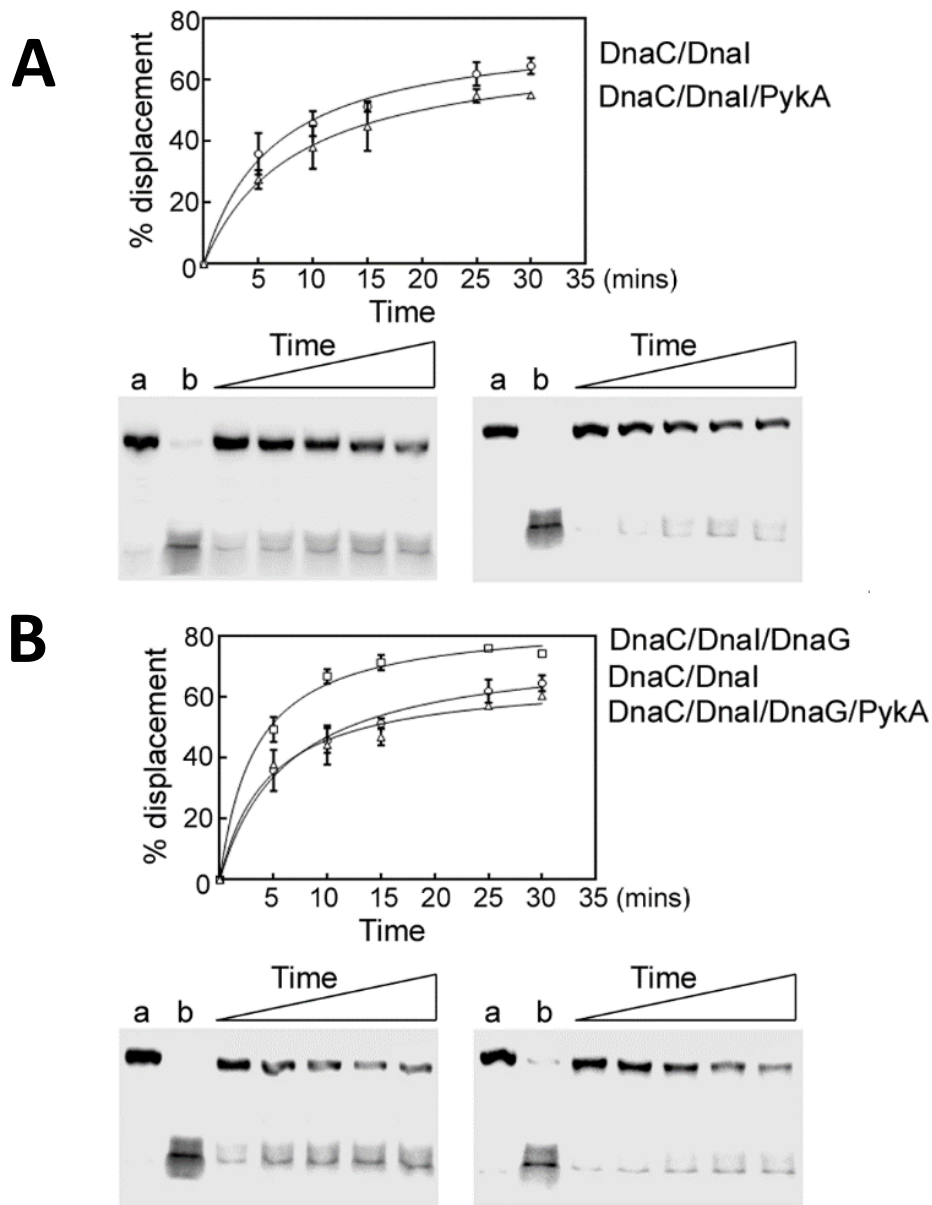 A
80
60
40
20
0
% displacement
5 10 15 20 25 30 35 (mins)
Time
DnaC/DnaI
DnaC/DnaI/PykA
Time
a b
Time
a b
B
80
60
40
20
0
% displacement
5 10 15 20 25 30 35 (mins)
Time
DnaC/DnaI/DnaG
DnaC/DnaI
DnaC/DnaI/DnaG/PykA
Time
a b
Time
a b